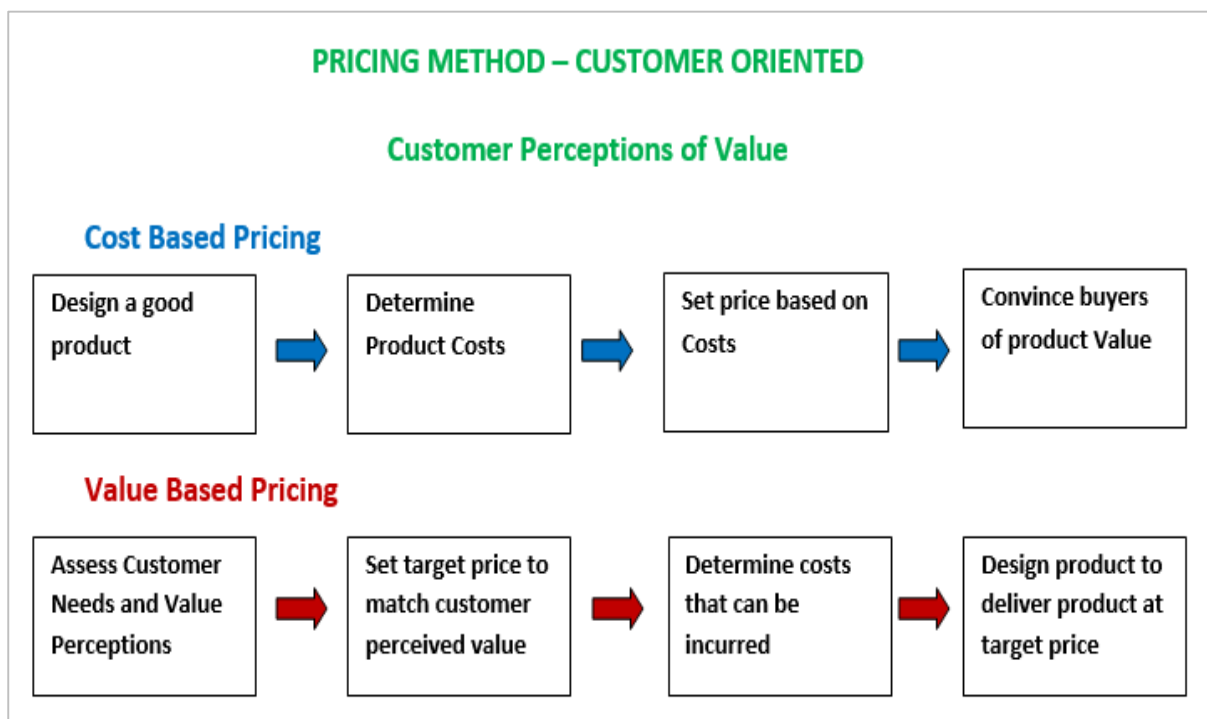 PRICING METHOD – CUSTOMER ORIENTED
Customer Perceptions of Value
Cost Based Pricing
Design a good
product
Determine
Product Costs
Set price based on
Costs
Convince buyers
of product Value
Value Based Pricing
Assess Customer
Needs and Value
Perceptions
Set target price to
match customer
perceived value
Determine costs
that can be
incurred
Design product to
deliver product at
target price